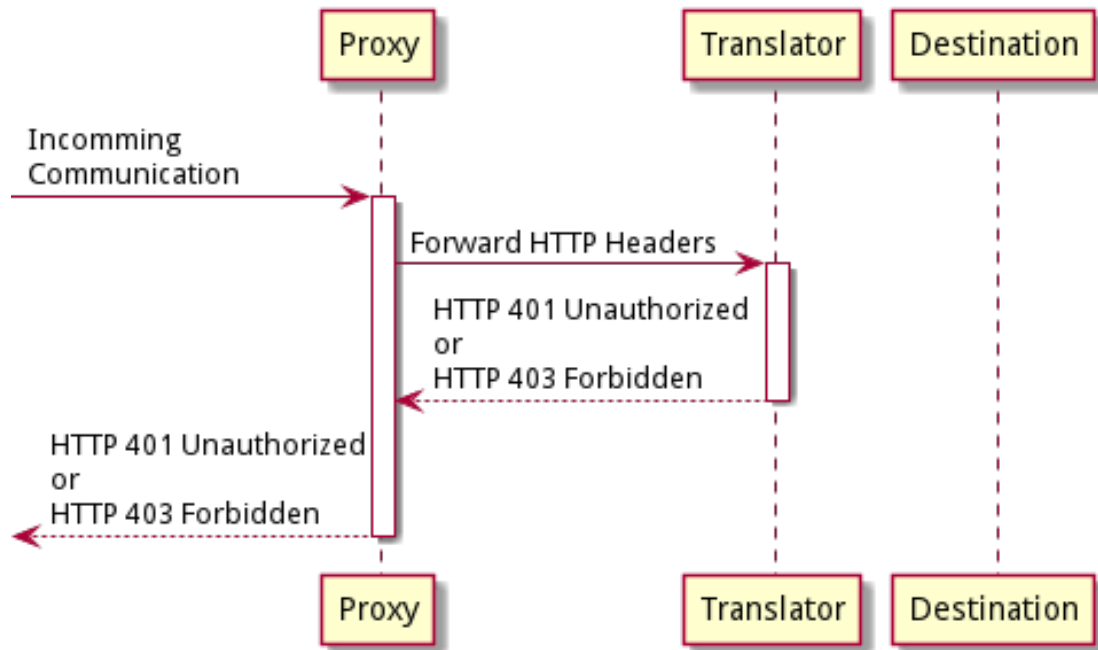 Proxy
Translator
Destination
Incomming
Communication
Forward HTTP Headers
HTTP 401 Unauthorized
or
HTTP 403 Forbidden
HTTP 401 Unauthorized
or
HTTP 403 Forbidden
Proxy
Translator
Destination